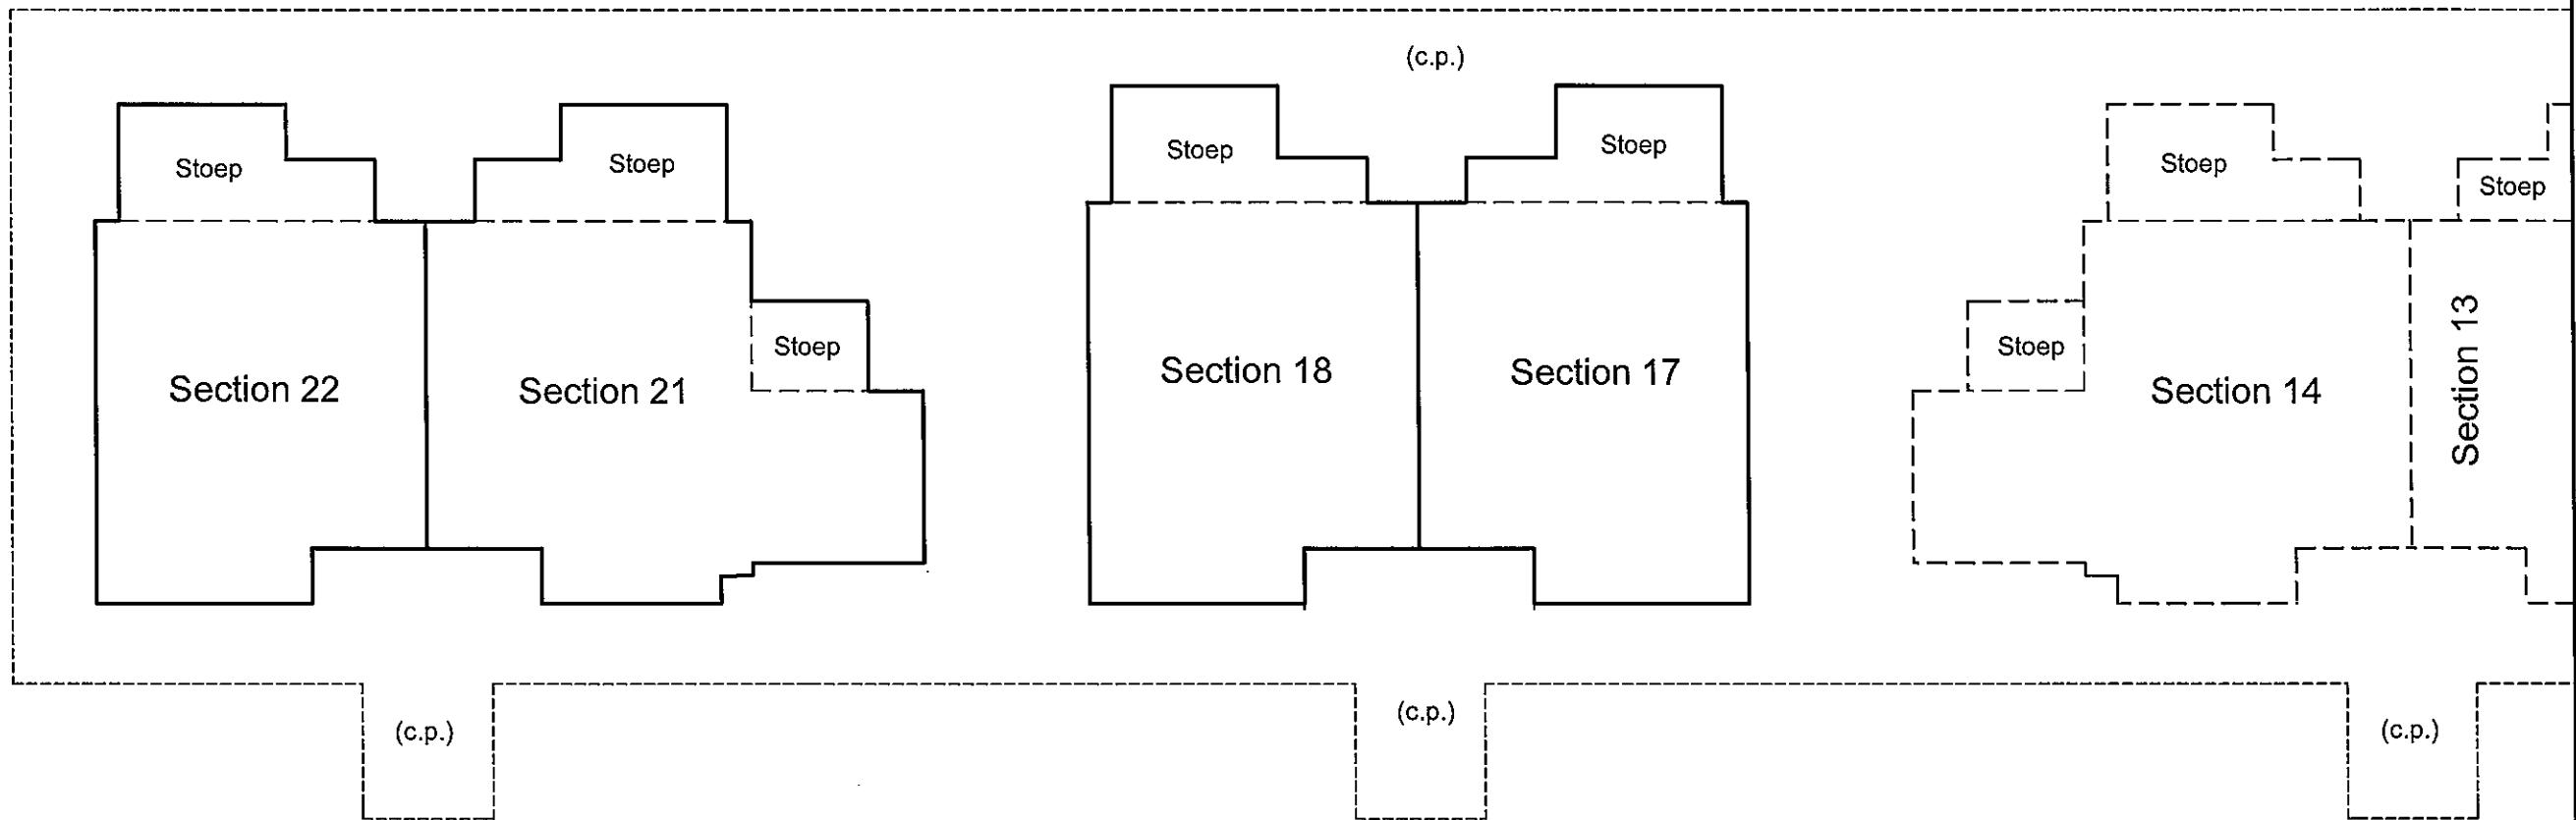 (c.p.)
Stoep
Stoep
Stoep
Stoep
Stoep
Stoep
Stoep
Stoep
Section 22
Section 21
Section 18
Section 17
Section 14
Section 13
(c.p.)
(c.p.)
(c.p.)